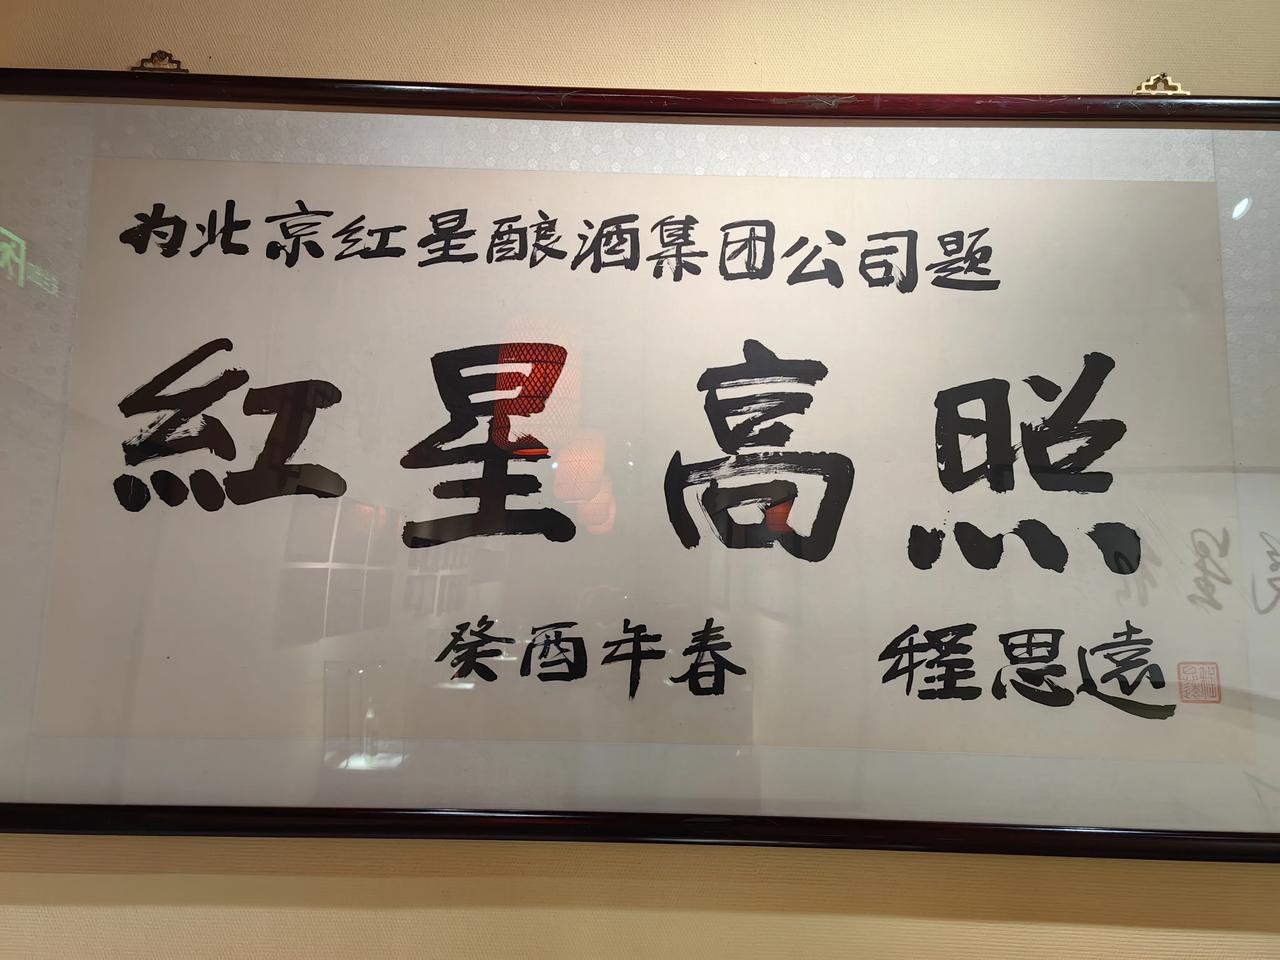 为北京红星酿酒集团公司题
紅星高照
癸酉年春 程思遠